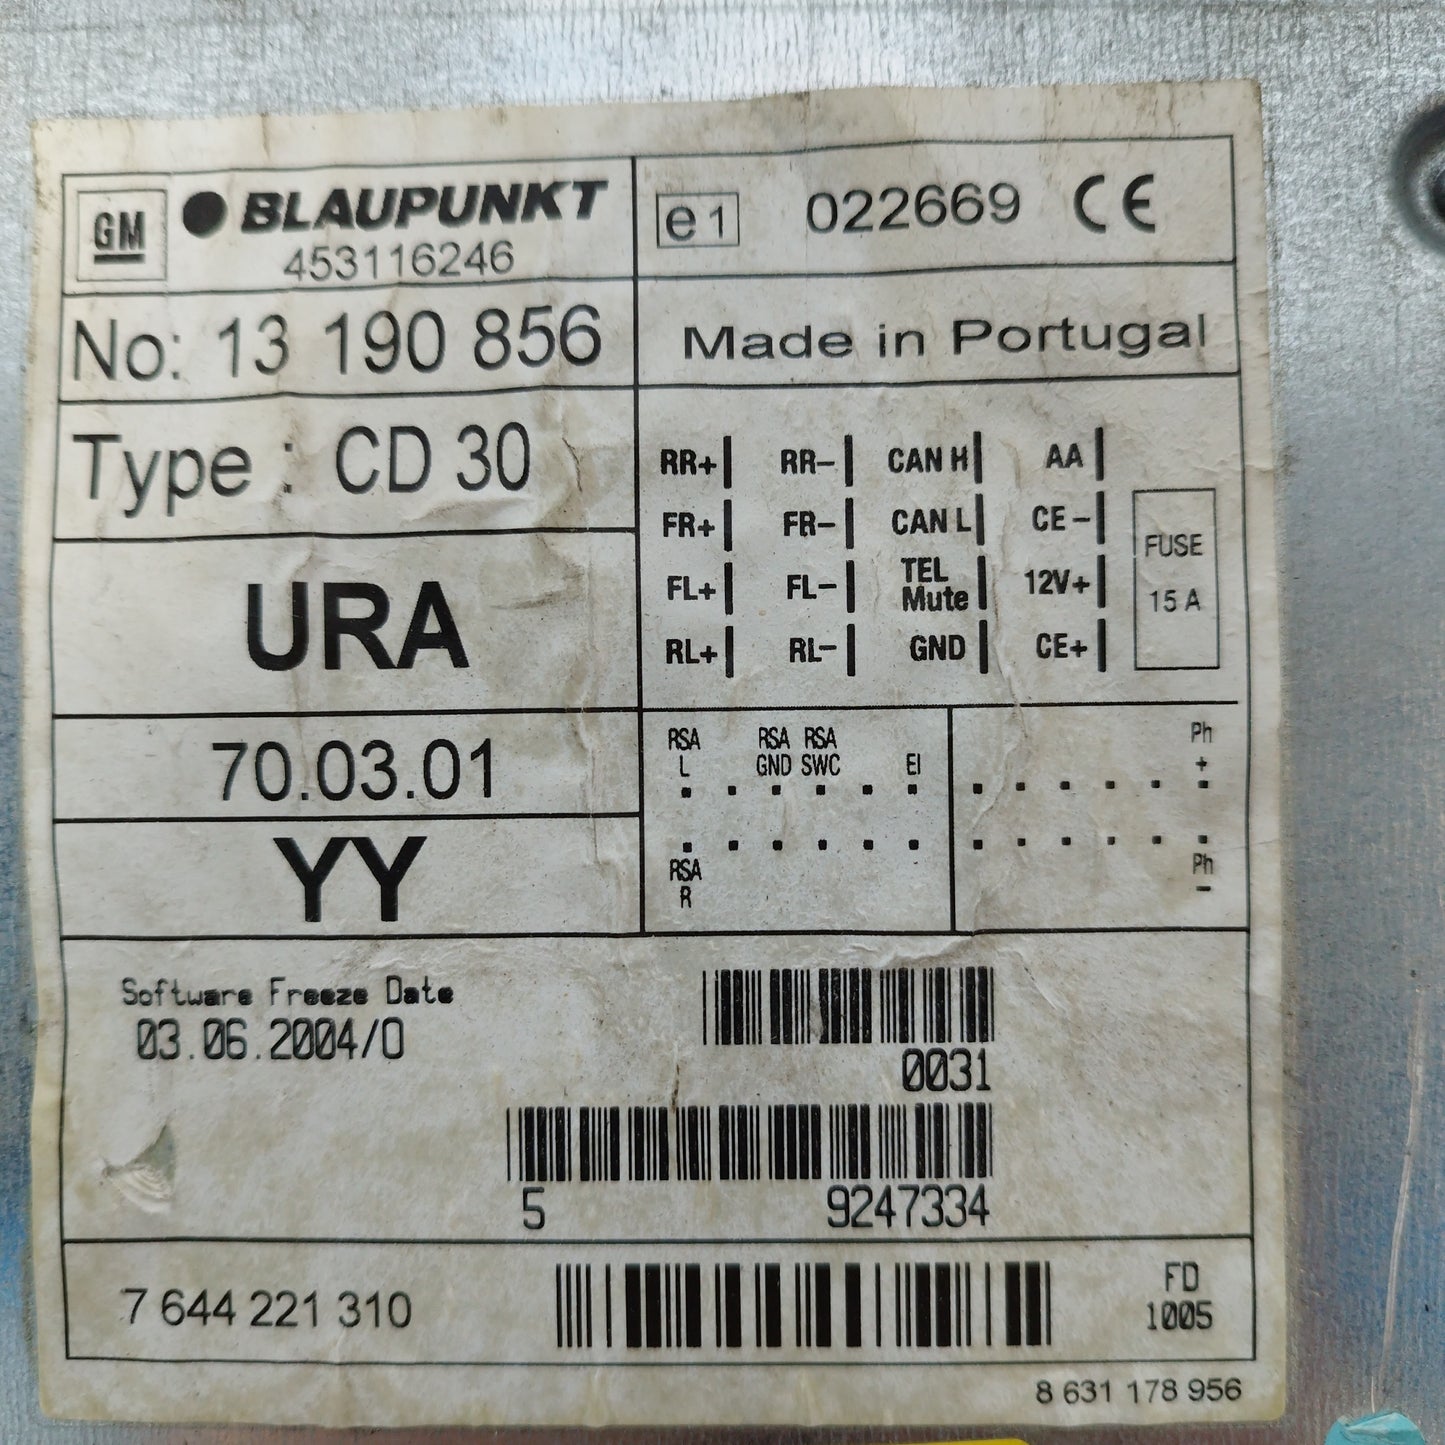 GM BLAUPUNKT
453116246
e1 022669 CE
No: 13 190 856
Made in Portugal
Type : CD 30
URA
70.03.01
YY
RR+ RR- CAN H AA
FR+ FR- CAN L CE -
FL+ FL- TEL Mute 12V+
RL+ RL- GND CE+
FUSE
15 A
RSA L RSA GND RSA SWC EI
Ph +
RSA R
Ph -
Software Freeze Date
03.06.2004/0
0031
5 9247334
7 644 221 310
FD
1005
8 631 178 956